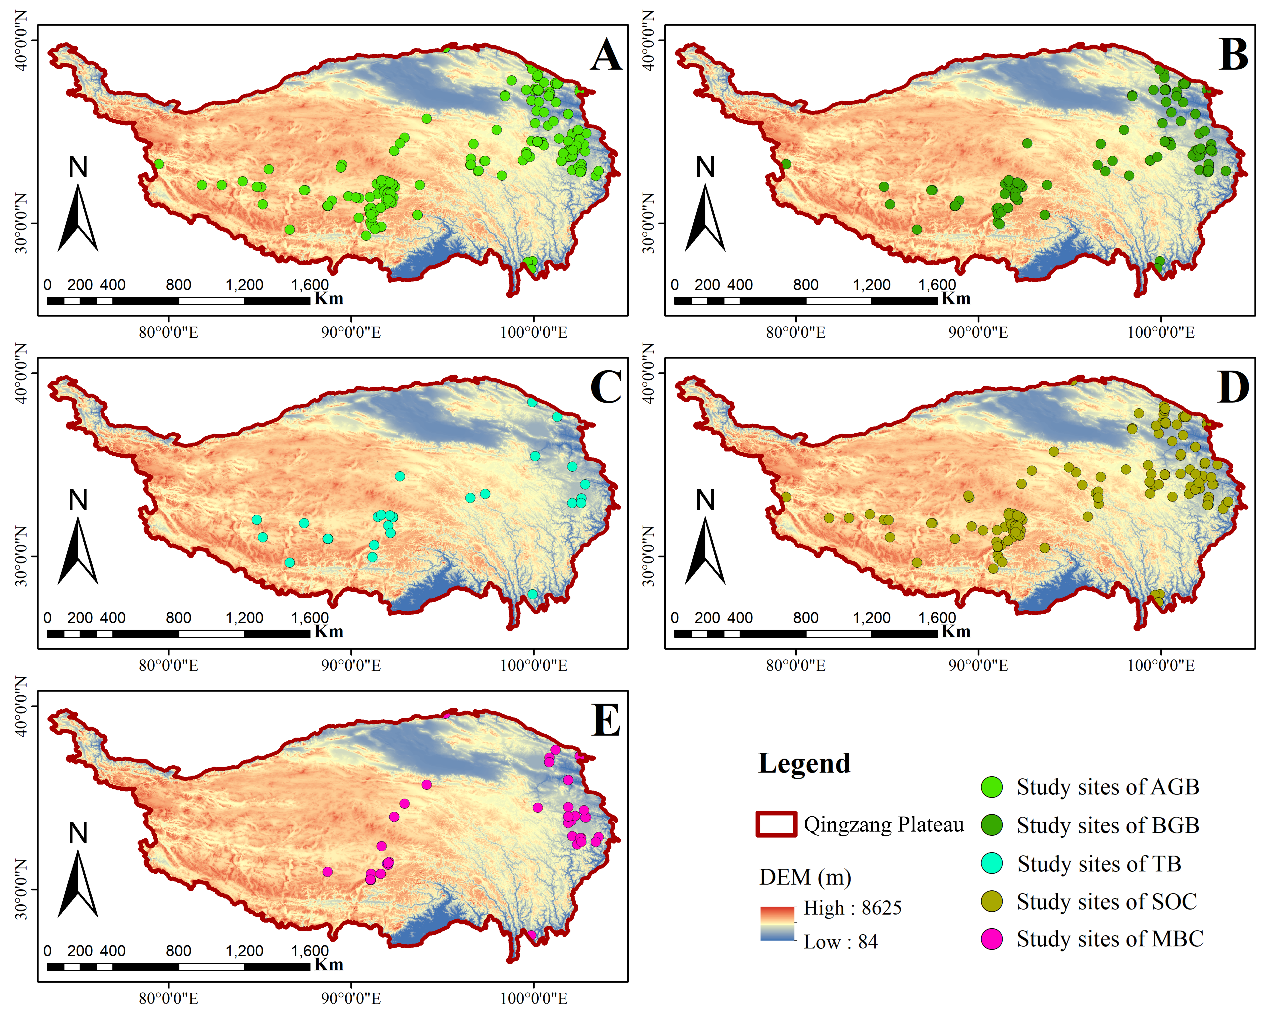 A
B
40°0'0"N
30°0'0"N
N
N
0 200 400 800 1,200 1,600
Km
0 200 400 800 1,200 1,600
Km
80°0'0"E 90°0'0"E 100°0'0"E
80°0'0"E 90°0'0"E 100°0'0"E
C
D
40°0'0"N
40°0'0"N
30°0'0"N
30°0'0"N
N
N
0 200 400 800 1,200 1,600
Km
0 200 400 800 1,200 1,600
Km
80°0'0"E 90°0'0"E 100°0'0"E
80°0'0"E 90°0'0"E 100°0'0"E
E
40°0'0"N
30°0'0"N
N
0 200 400 800 1,200 1,600
Km
80°0'0"E 90°0'0"E 100°0'0"E
40°0'0"N
30°0'0"N
Legend
Qingzang Plateau
DEM (m)
High : 8625
Low : 84
Study sites of AGB
Study sites of BGB
Study sites of TB
Study sites of SOC
Study sites of MBC